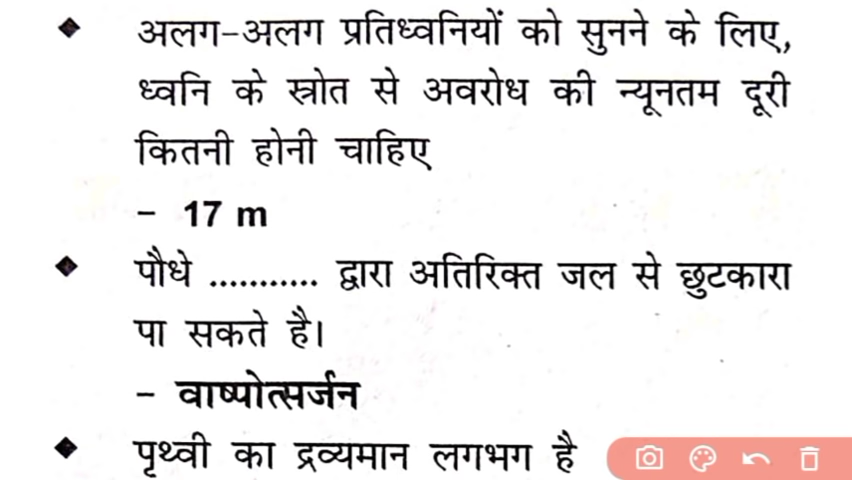 अलग-अलग प्रतिध्वनियों को सुनने के लिए,
ध्वनि के स्रोत से अवरोध की न्यूनतम दूरी
कितनी होनी चाहिए
– 17 m
पौधे ........... द्वारा अतिरिक्त जल से छुटकारा
पा सकते है।
– वाष्पोत्सर्जन
पृथ्वी का द्रव्यमान लगभग है